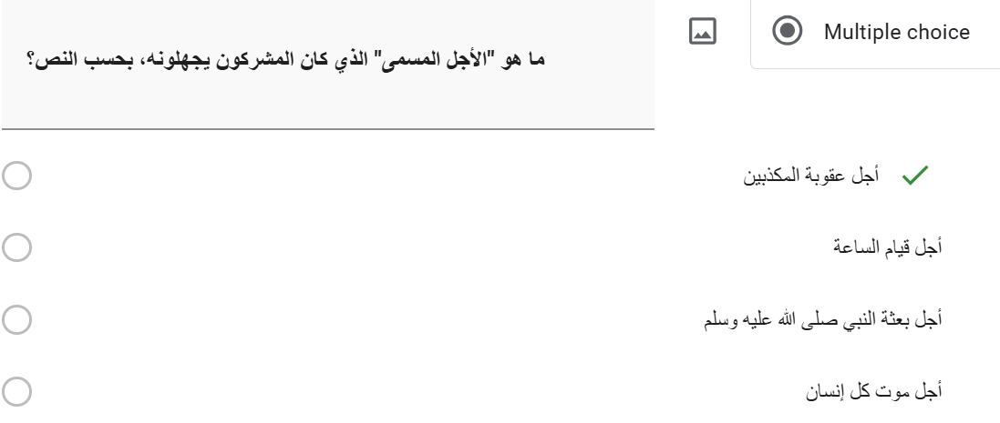 Multiple choice
ما هو "الأجل المسمى" الذي كان المشركون يجهلونه، بحسب النص؟
أجل عقوبة المكذبين
أجل قيام الساعة
أجل بعثة النبي صلى الله عليه وسلم
أجل موت كل إنسان